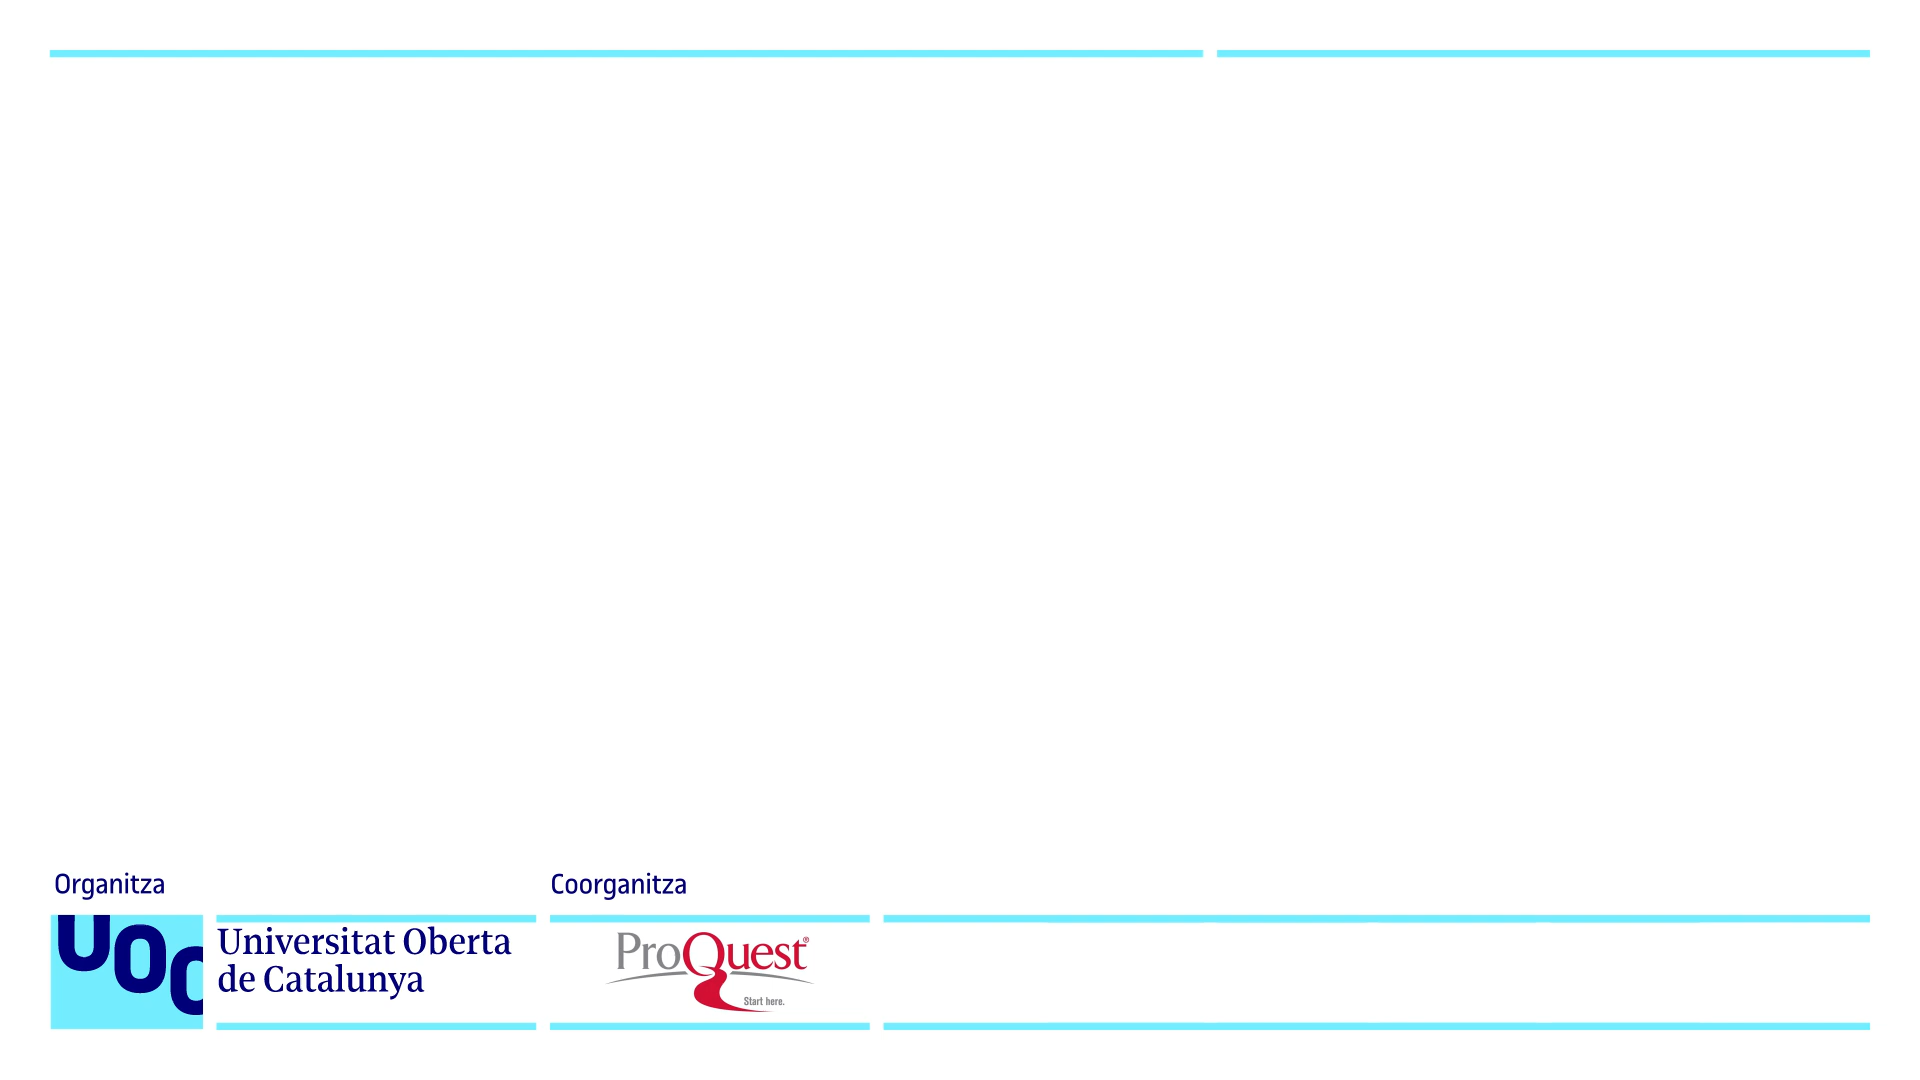 Organitza
Coorganitza
UOC
Universitat Oberta
de Catalunya
ProQuest®
Start here.